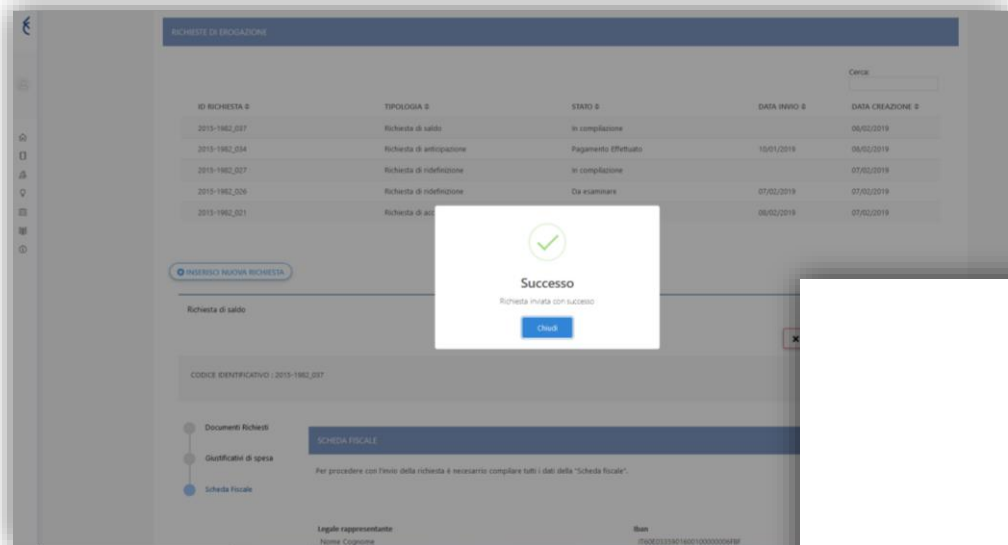 RICHIESTE DI EROGAZIONE
Cerca:
ID RICHIESTA TIPOLOGIA STATO DATA INVIO DATA CREAZIONE
2015-1982_037 Richiesta di saldo In compilazione 08/02/2019
2015-1982_034 Richiesta di anticipazione Pagamento Effettuato 10/01/2019 08/02/2019
2015-1982_027 Richiesta di ridefinizione In compilazione 07/02/2019
2015-1982_026 Richiesta di ridefinizione Da esaminare 07/02/2019 07/02/2019
2015-1982_021 Richiesta di acc 08/02/2019 07/02/2019
Successo
Richiesta inviata con successo
Chiudi
INSERISCI NUOVA RICHIESTA
Richiesta di saldo
CODICE IDENTIFICATIVO : 2015-1982_037
Documenti Richiesti
Giustificativi di spesa
Scheda Fiscale
SCHEDA FISCALE
Per procedere con l'invio della richiesta è necesarrio compilare tutti i dati della "Scheda fiscale".
Legale rappresentante Iban
Nome Cognome